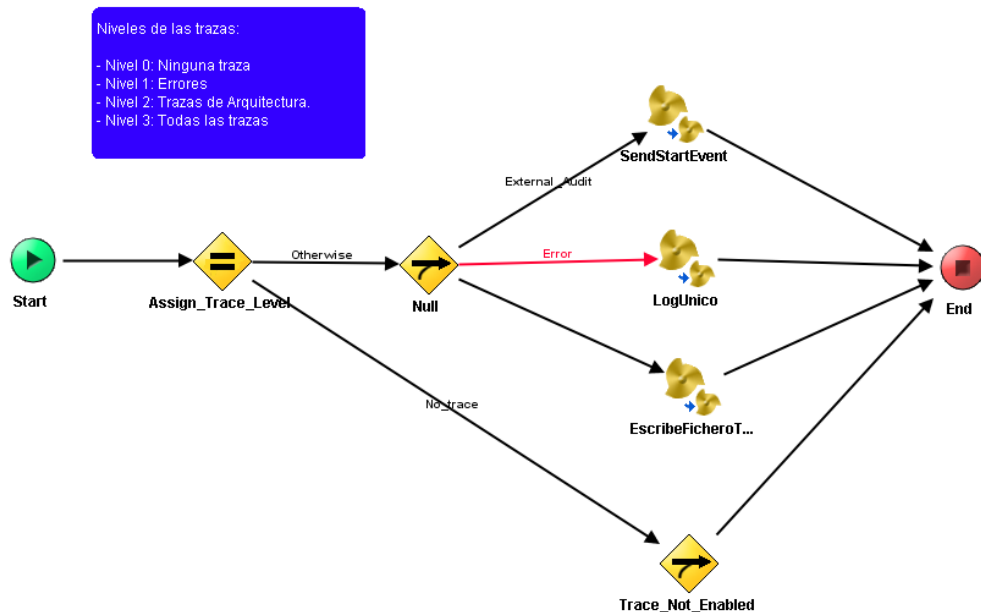 Niveles de las trazas:
- Nivel 0: Ninguna traza
- Nivel 1: Errores
- Nivel 2: Trazas de Arquitectura.
- Nivel 3: Todas las trazas
SendStartEvent
External_Audit
Otherwise
Error
Start
Assign_Trace_Level
Null
LogUnico
End
No_trace
EscribeFicheroT...
Trace_Not_Enabled